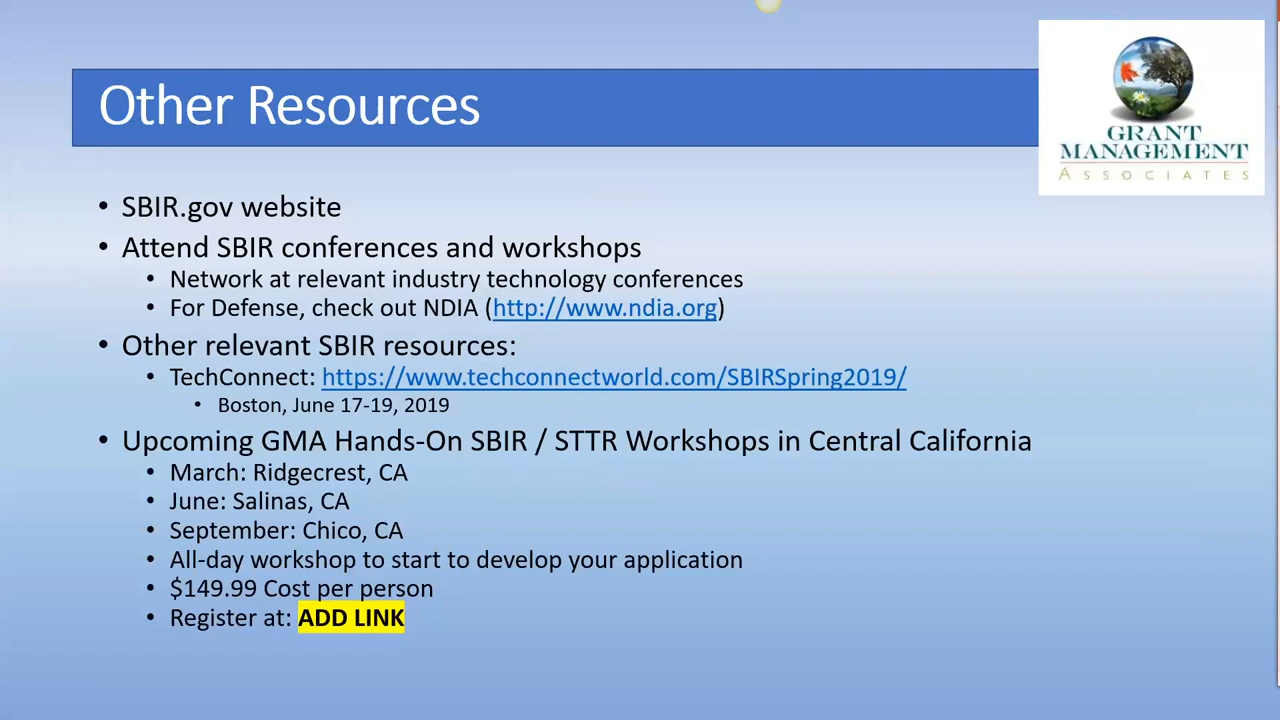 Other Resources
GRANT
MANAGEMENT
ASSOCIATES
• SBIR.gov website
• Attend SBIR conferences and workshops
• Network at relevant industry technology conferences
• For Defense, check out NDIA (http://www.ndia.org)
• Other relevant SBIR resources:
• TechConnect: https://www.techconnectworld.com/SBIRSpring2019/
• Boston, June 17-19, 2019
• Upcoming GMA Hands-On SBIR / STTR Workshops in Central California
• March: Ridgecrest, CA
• June: Salinas, CA
• September: Chico, CA
• All-day workshop to start to develop your application
• $149.99 Cost per person
• Register at: ADD LINK